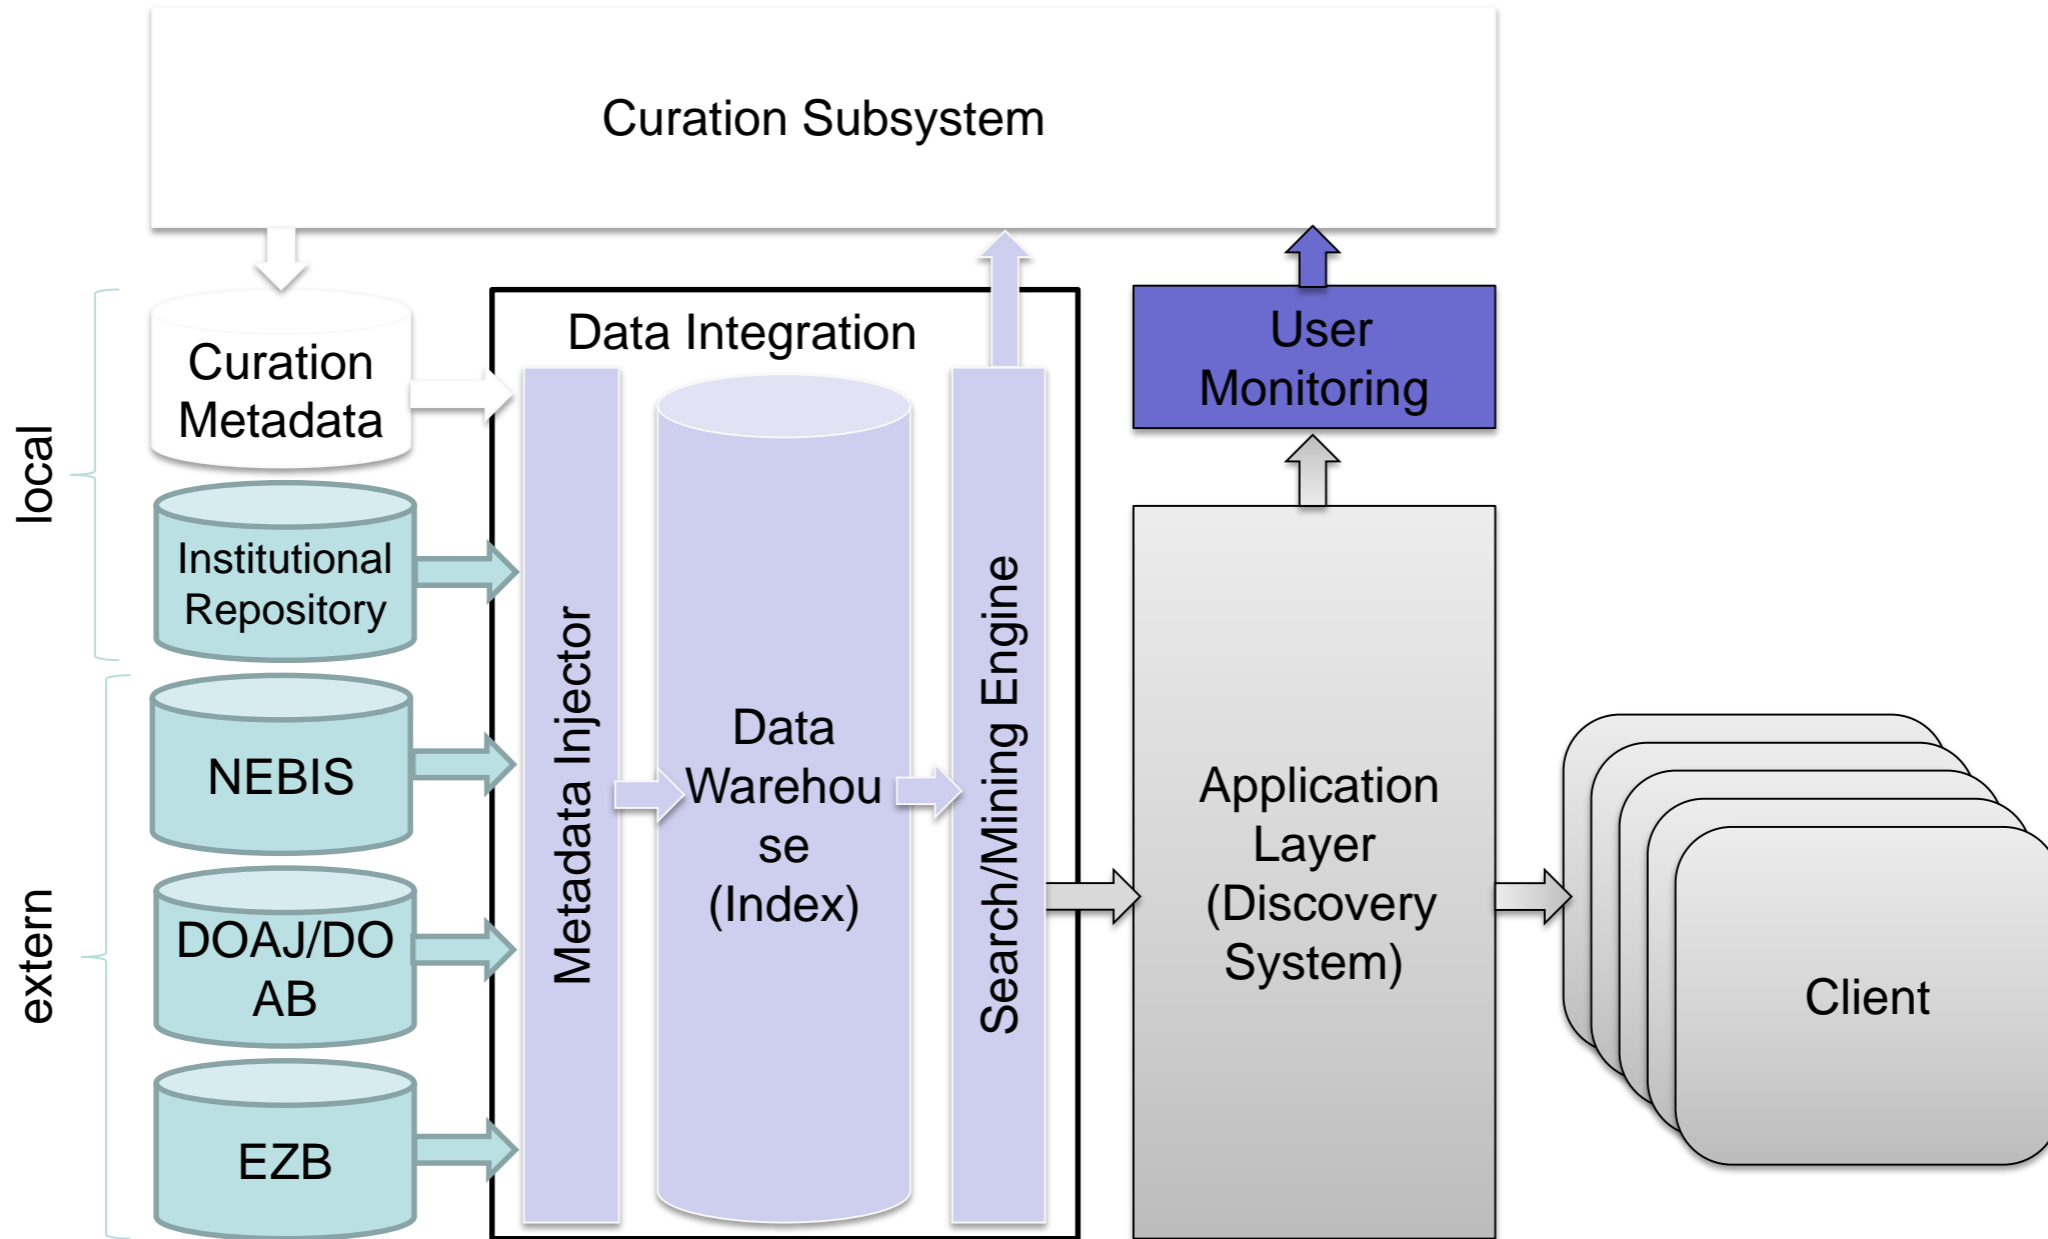 Curation Subsystem
local
Curation
Metadata
Institutional
Repository
extern
NEBIS
DOAJ/DO
AB
EZB
Data Integration
Metadata Injector
Data
Warehou
se
(Index)
Search/Mining Engine
User
Monitoring
Application
Layer
(Discovery
System)
Client